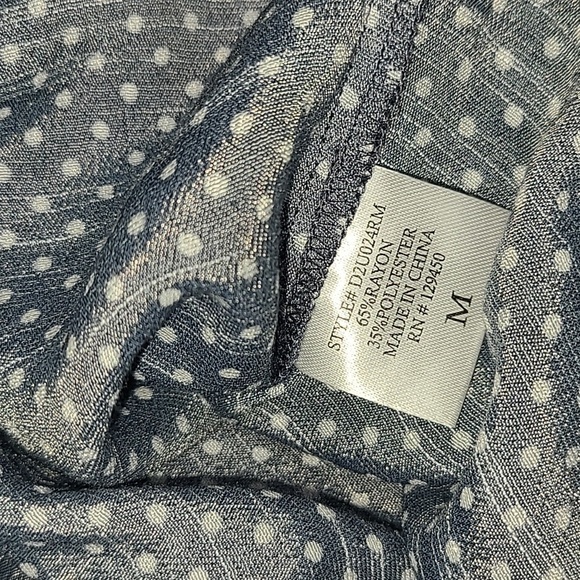 STYLE# D2U024RM
65%RAYON
35%POLYESTER
MADE IN CHINA
RN # 129450
M